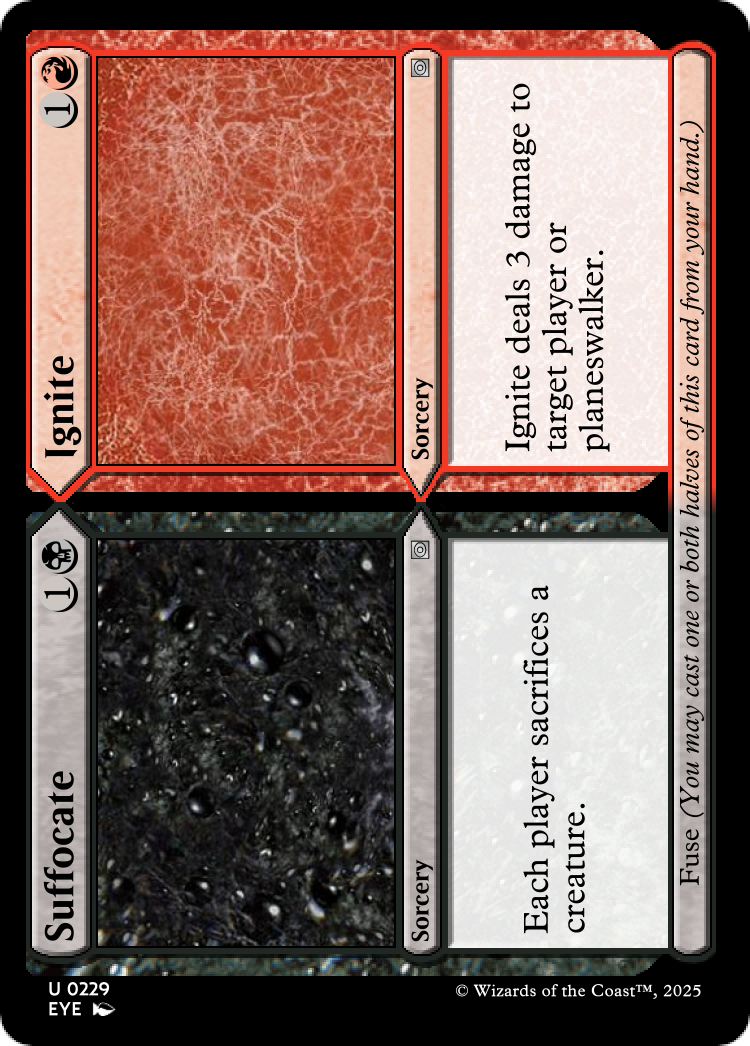 Suffocate 1
Sorcery
Each player sacrifices a
creature.
Ignite 1
Sorcery
Ignite deals 3 damage to
target player or
planeswalker.
Fuse (You may cast one or both halves of this card from your hand.)
U 0229
EYE
© Wizards of the Coast™, 2025